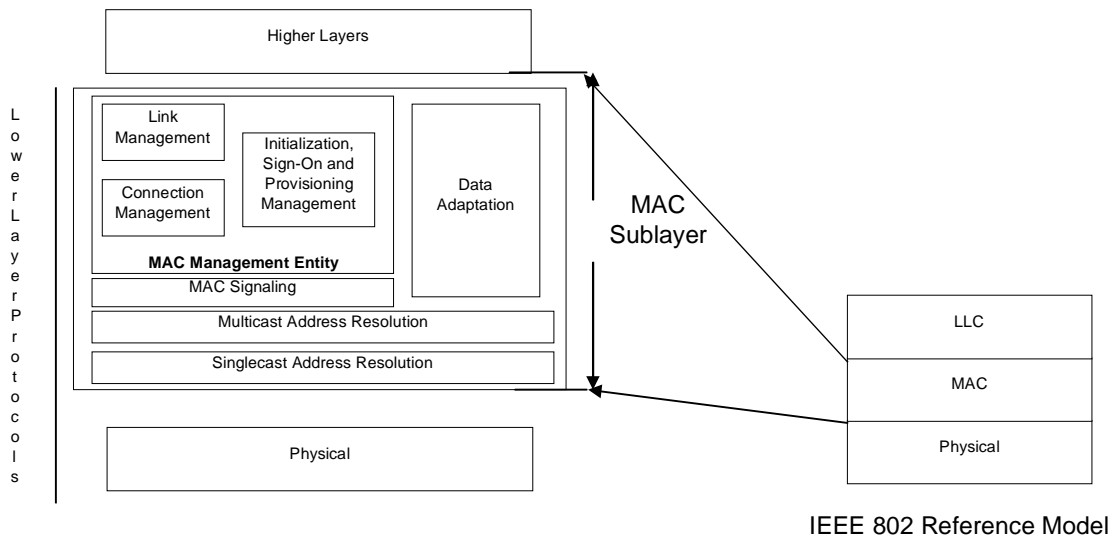 Higher Layers
LowerLayerProtocols
Link
Management
Initialization,
Sign-On and
Provisioning
Management
Connection
Management
MAC Management Entity
Data
Adaptation
MAC Signaling
Multicast Address Resolution
Singlecast Address Resolution
Physical
MAC
Sublayer
LLC
MAC
Physical
IEEE 802 Reference Model